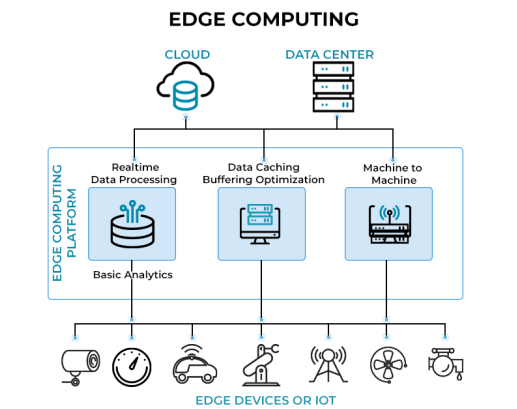 EDGE COMPUTING
CLOUD
DATA CENTER
EDGE COMPUTING
PLATFORM
Realtime
Data Processing
Data Caching
Buffering Optimization
Machine to
Machine
Basic Analytics
EDGE DEVICES OR IOT